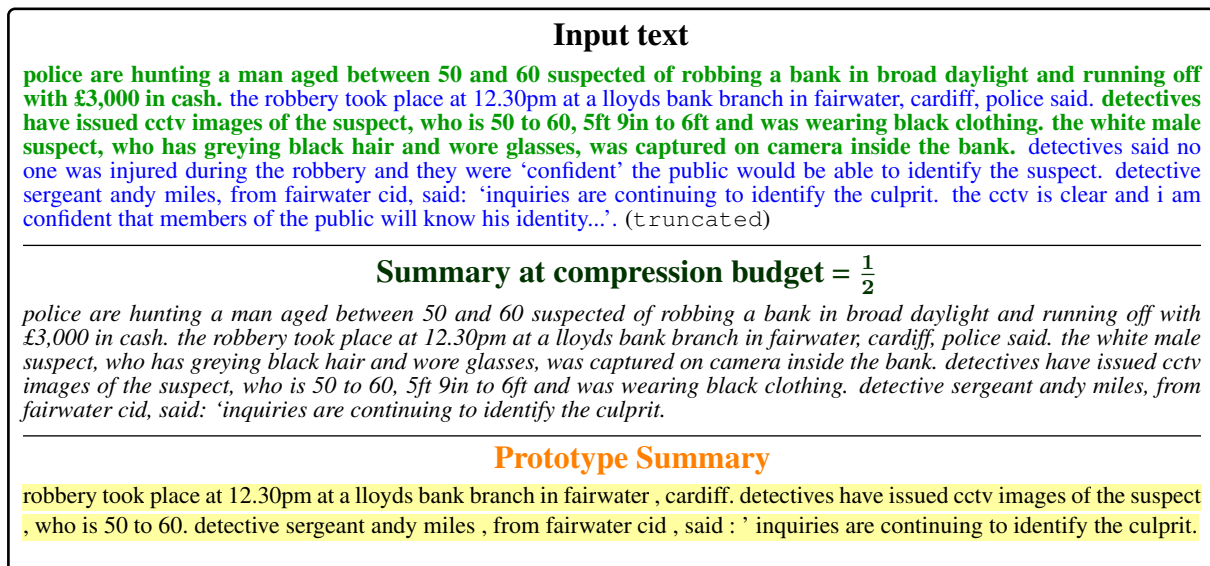 Input text
police are hunting a man aged between 50 and 60 suspected of robbing a bank in broad daylight and running off
with £3,000 in cash. the robbery took place at 12.30pm at a lloyds bank branch in fairwater, cardiff, police said. detectives
have issued cctv images of the suspect, who is 50 to 60, 5ft 9in to 6ft and was wearing black clothing. the white male
suspect, who has greying black hair and wore glasses, was captured on camera inside the bank. detectives said no
one was injured during the robbery and they were ‘confident’ the public would be able to identify the suspect. detective
sergeant andy miles, from fairwater cid, said: ‘inquiries are continuing to identify the culprit. the cctv is clear and i am
confident that members of the public will know his identity...’. (truncated)
Summary at compression budget = 1/2
police are hunting a man aged between 50 and 60 suspected of robbing a bank in broad daylight and running off with
£3,000 in cash. the robbery took place at 12.30pm at a lloyds bank branch in fairwater, cardiff, police said. the white male
suspect, who has greying black hair and wore glasses, was captured on camera inside the bank. detectives have issued cctv
images of the suspect, who is 50 to 60, 5ft 9in to 6ft and was wearing black clothing. detective sergeant andy miles, from
fairwater cid, said: ‘inquiries are continuing to identify the culprit.
Prototype Summary
robbery took place at 12.30pm at a lloyds bank branch in fairwater , cardiff. detectives have issued cctv images of the suspect
, who is 50 to 60. detective sergeant andy miles , from fairwater cid , said : ’ inquiries are continuing to identify the culprit.